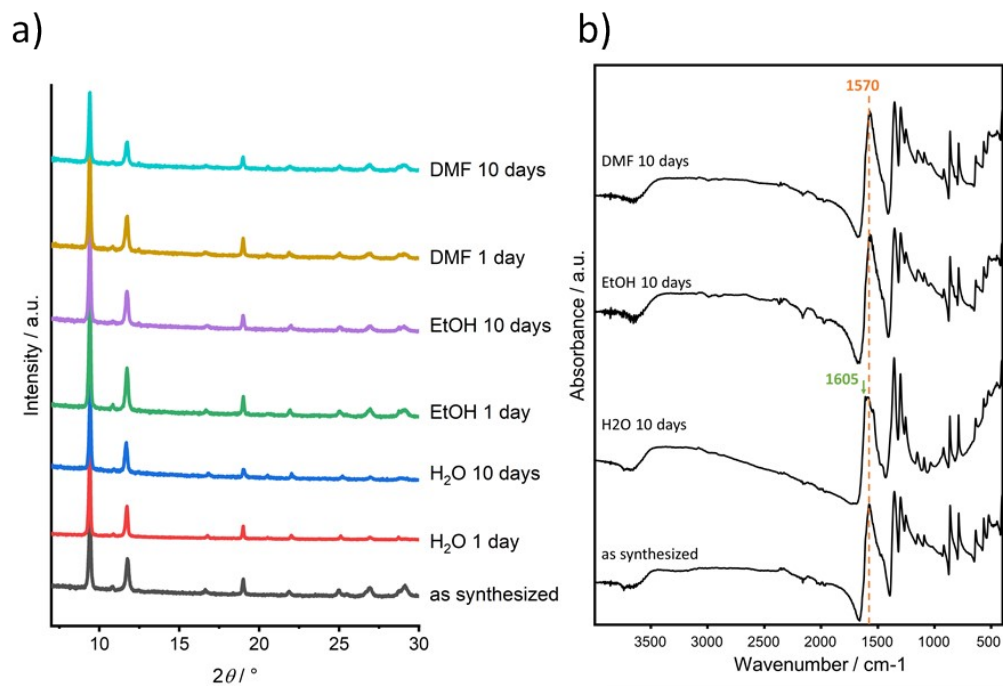 a)
Intensity / a.u.
DMF 10 days
DMF 1 day
EtOH 10 days
EtOH 1 day
H₂O 10 days
H₂O 1 day
as synthesized
10 15 20 25 30
2θ / °
b)
Absorbance / a.u.
1570
DMF 10 days
EtOH 10 days
1605
H2O 10 days
as synthesized
3500 3000 2500 2000 1500 1000 500
Wavenumber / cm-1